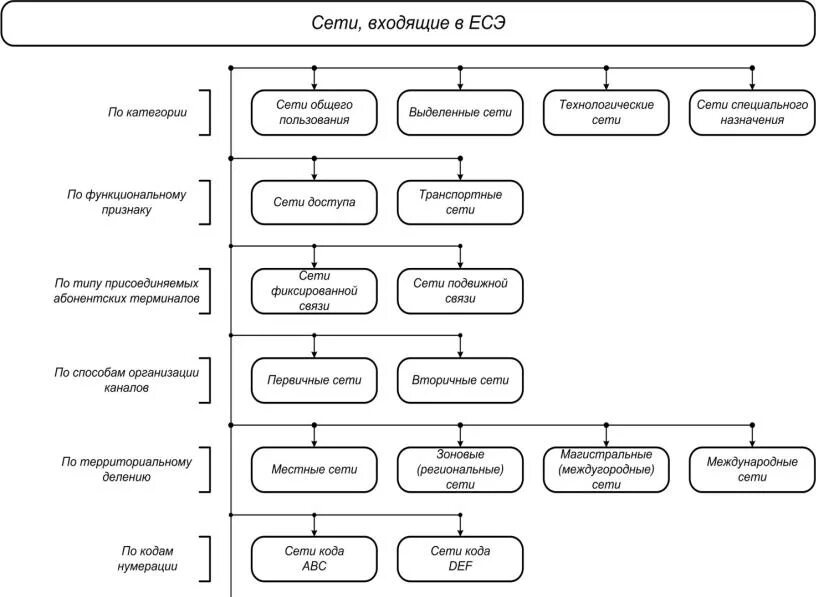 Сети, входящие в ЕСЭ
По категории
Сети общего
пользования
Выделенные сети
Технологические
сети
Сети специального
назначения
По функциональному
признаку
Сети доступа
Транспортные
сети
По типу присоединяемых
абонентских терминалов
Сети
фиксированной
связи
Сети подвижной
связи
По способам организации
каналов
Первичные сети
Вторичные сети
По территориальному
делению
Местные сети
Зоновые
(региональные)
сети
Магистральные
(междугородные)
сети
Международные
сети
По кодам
нумерации
Сети кода
ABC
Сети кода
DEF